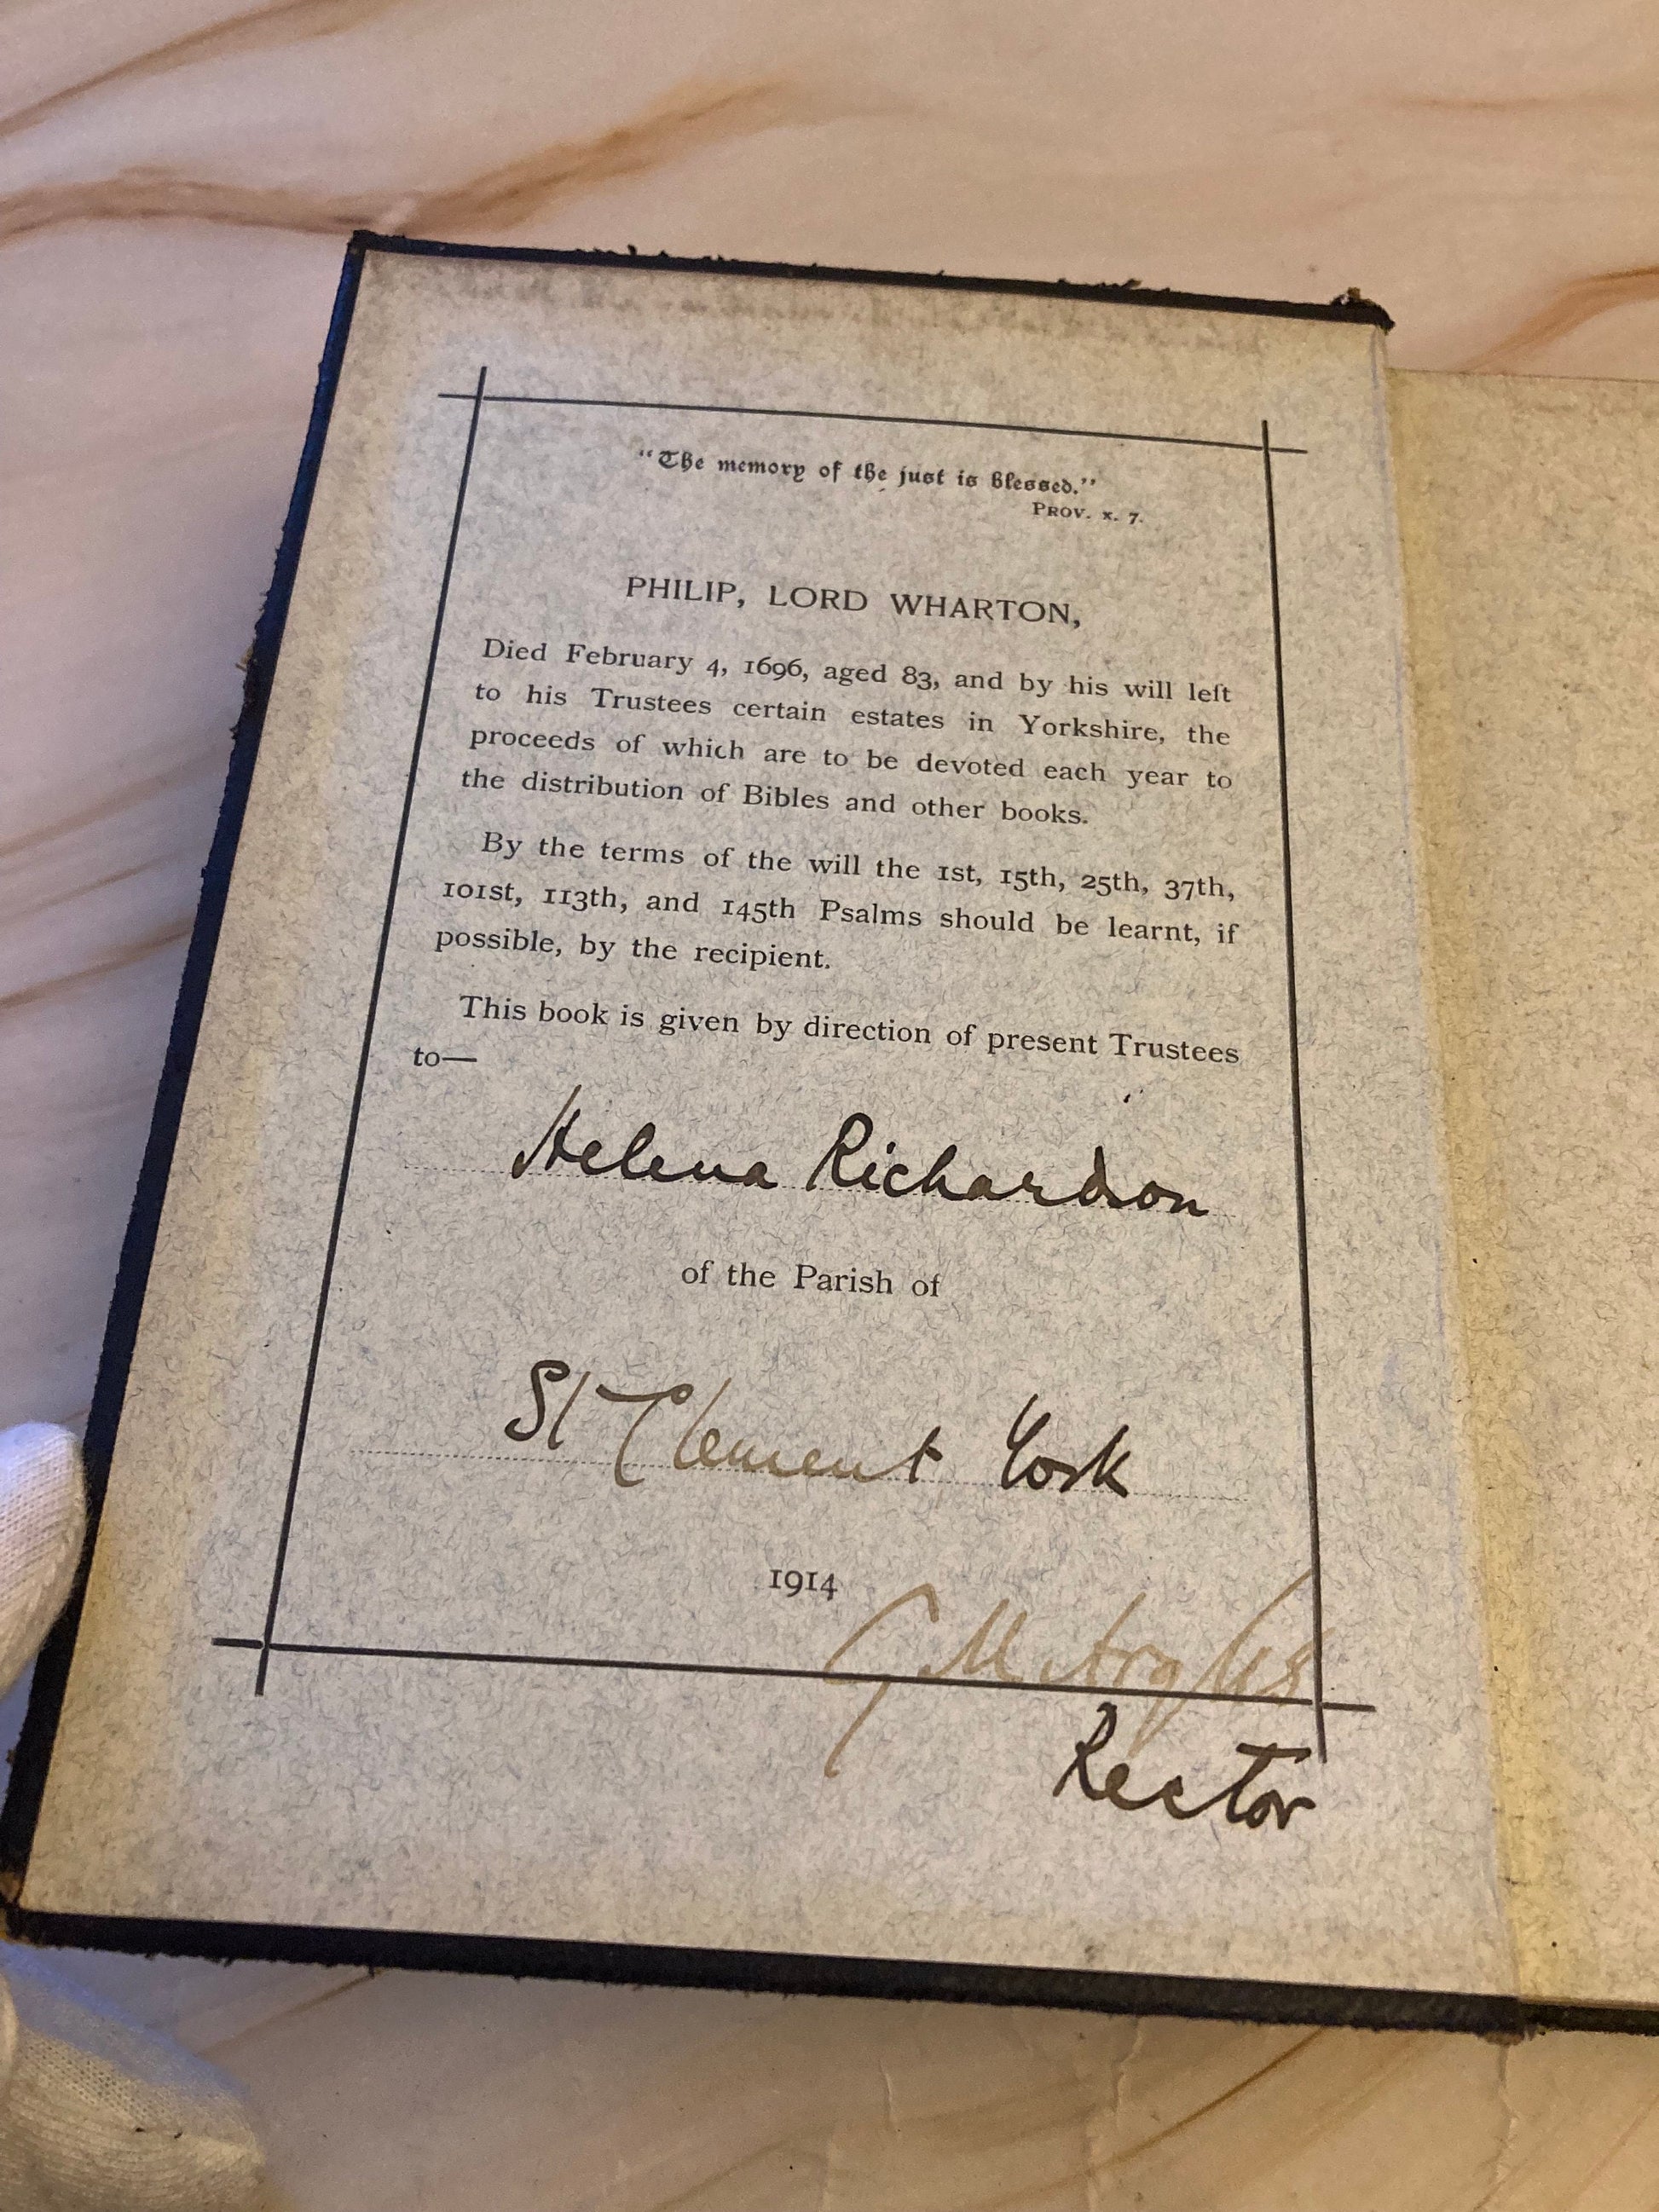 "The memory of the just is blessed."
PROV. x. 7.
PHILIP, LORD WHARTON,
Died February 4, 1696, aged 83, and by his will left
to his Trustees certain estates in Yorkshire, the
proceeds of which are to be devoted each year to
the distribution of Bibles and other books.
By the terms of the will the 1st, 15th, 25th, 37th,
101st, 113th, and 145th Psalms should be learnt, if
possible, by the recipient.
This book is given by direction of present Trustees
to—
Helena Richardson
of the Parish of
St Clement York
1914
G M Argles
Rector